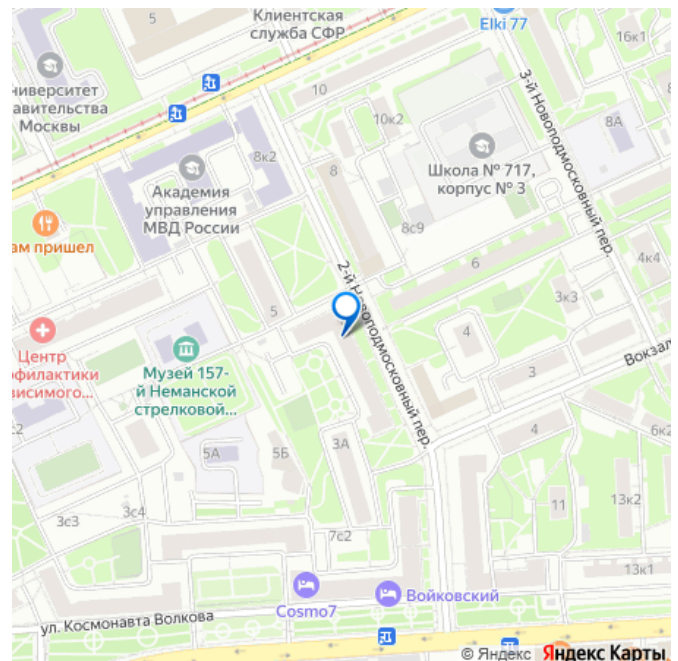 5
Клиентская
служба СФР
Elki 77
16к1
Университет
авительства
Москвы
10
10к2
3-й Новоподмосковный пер.
8А
8к2
8
Школа № 717,
корпус № 3
Академия
управления
МВД России
8с9
ам пришел
2-й Новоподмосковный пер.
6
4к4
5
3к3
4
Центр
офилактики
висимого...
Музей 157-
й Неманской
стрелковой...
3
Вокзал
4
6к2
3А
5А
5Б
11
13к2
3с3
3с4
7с2
13к1
Cosmo7
Войковский
ул. Космонавта Волкова
© Яндекс Яндекс Карты